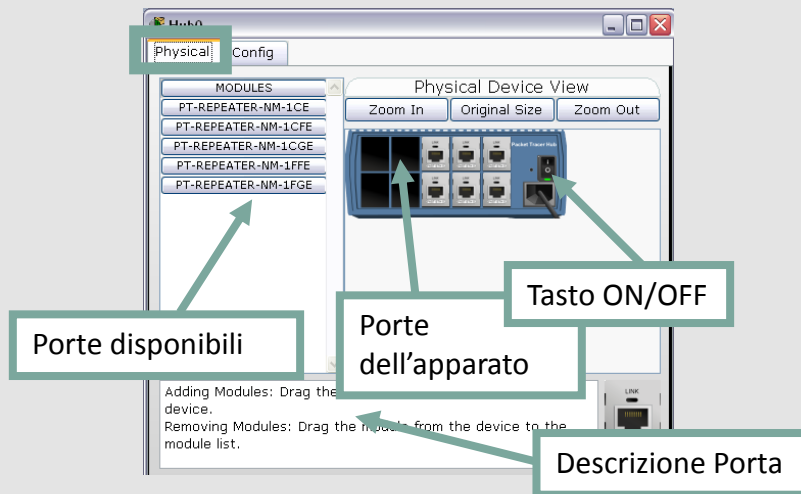 Hub0
Physical
Config
MODULES
PT-REPEATER-NM-1CE
PT-REPEATER-NM-1CFE
PT-REPEATER-NM-1CGE
PT-REPEATER-NM-1FFE
PT-REPEATER-NM-1FGE
Physical Device View
Zoom In
Original Size
Zoom Out
Packet Tracer Hub
Tasto ON/OFF
Porte disponibili
Porte
dell’apparato
Adding Modules: Drag the
device.
Removing Modules: Drag the module from the device to the
module list.
LINK
Descrizione Porta